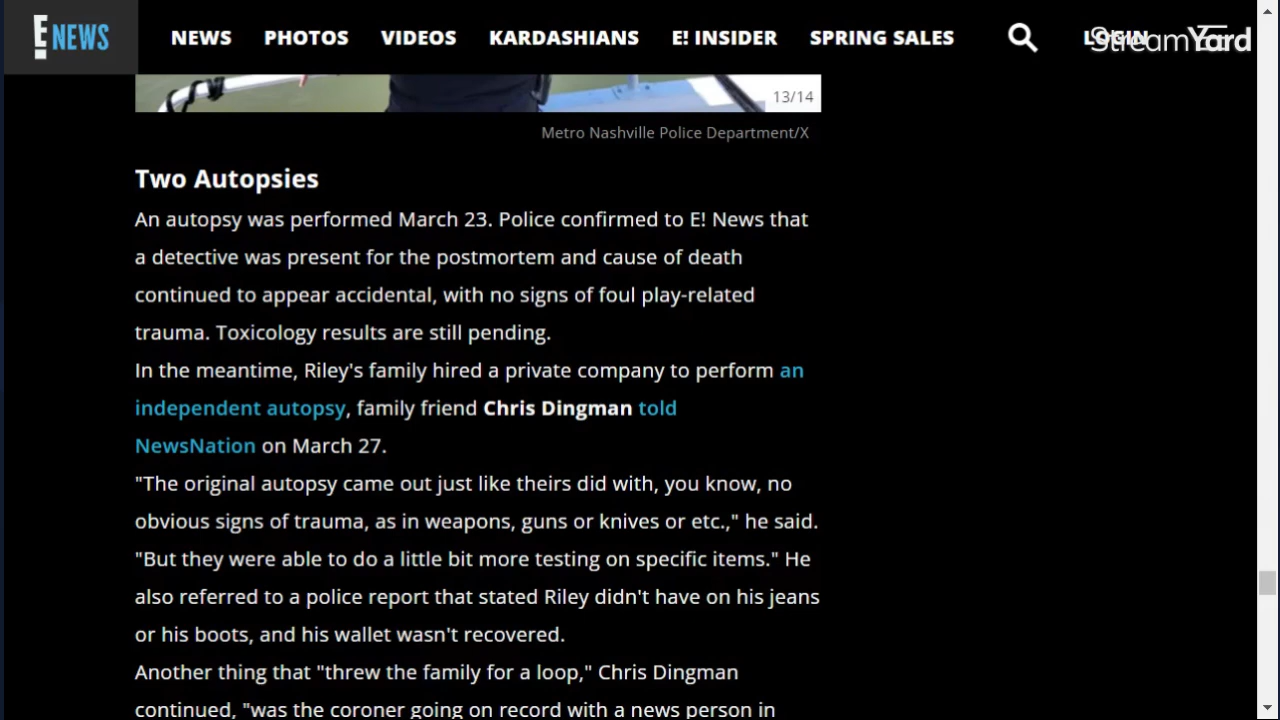 E! NEWS NEWS PHOTOS VIDEOS KARDASHIANS E! INSIDER SPRING SALES LOGIN StreamYard
13/14
Metro Nashville Police Department/X
Two Autopsies
An autopsy was performed March 23. Police confirmed to E! News that
a detective was present for the postmortem and cause of death
continued to appear accidental, with no signs of foul play-related
trauma. Toxicology results are still pending.
In the meantime, Riley's family hired a private company to perform an
independent autopsy, family friend Chris Dingman told
NewsNation on March 27.
"The original autopsy came out just like theirs did with, you know, no
obvious signs of trauma, as in weapons, guns or knives or etc.," he said.
"But they were able to do a little bit more testing on specific items." He
also referred to a police report that stated Riley didn't have on his jeans
or his boots, and his wallet wasn't recovered.
Another thing that "threw the family for a loop," Chris Dingman
continued, "was the coroner going on record with a news person in